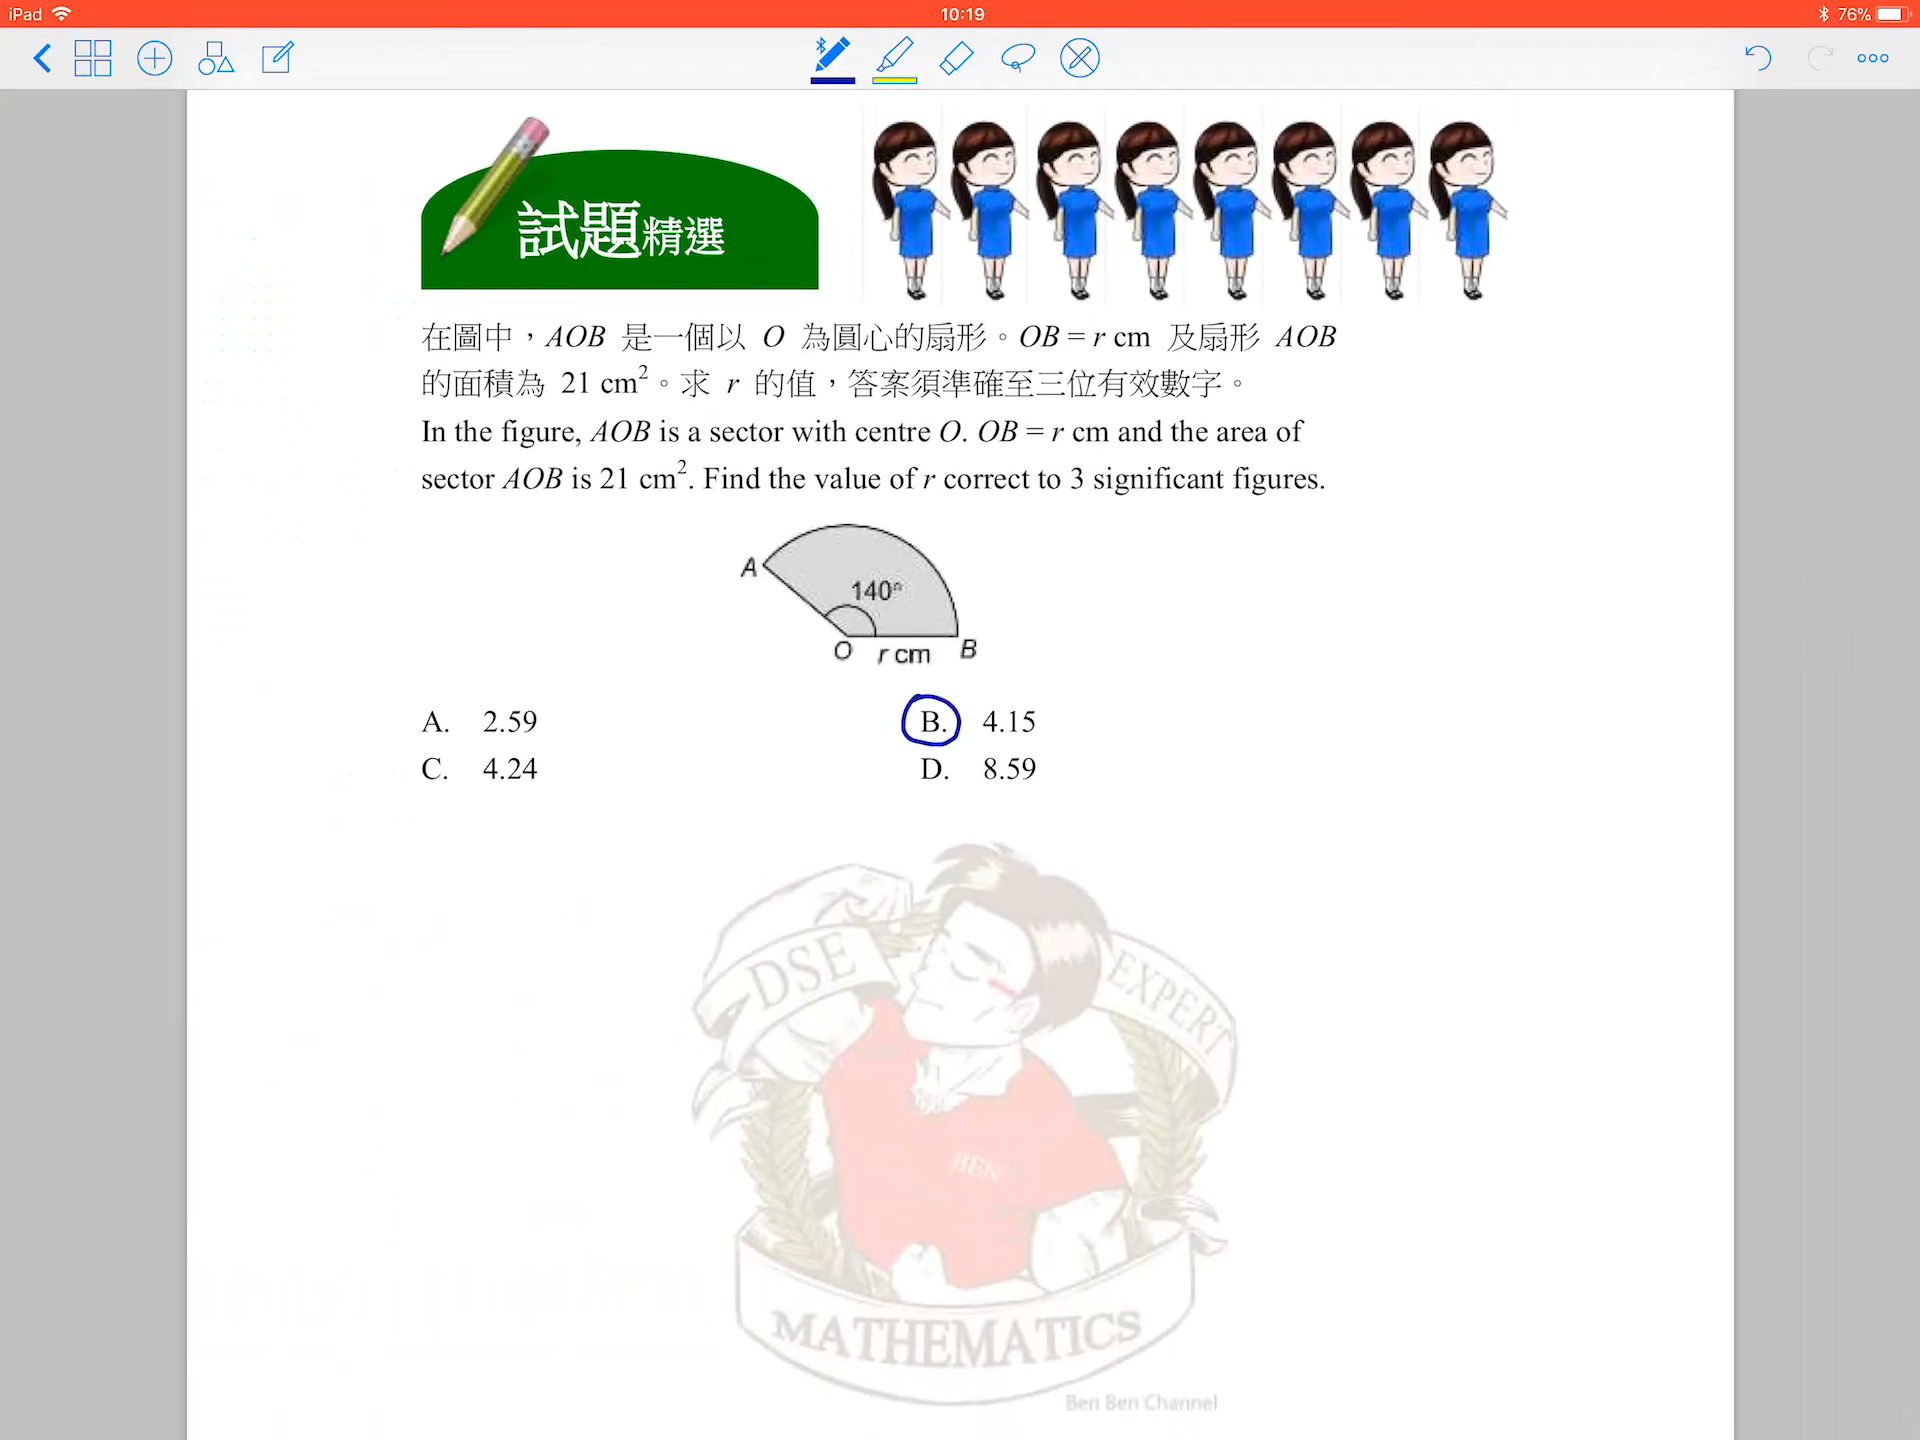 iPad 10:19 76%
試題精選
在圖中，AOB 是一個以 O 為圓心的扇形。OB = r cm 及扇形 AOB
的面積為 21 cm²。求 r 的值，答案須準確至三位有效數字。
In the figure, AOB is a sector with centre O. OB = r cm and the area of
sector AOB is 21 cm². Find the value of r correct to 3 significant figures.
A
140°
O r cm B
A. 2.59 B. 4.15
C. 4.24 D. 8.59
DSE EXPERT
BEN
MATHEMATICS
Ben Ben Channel